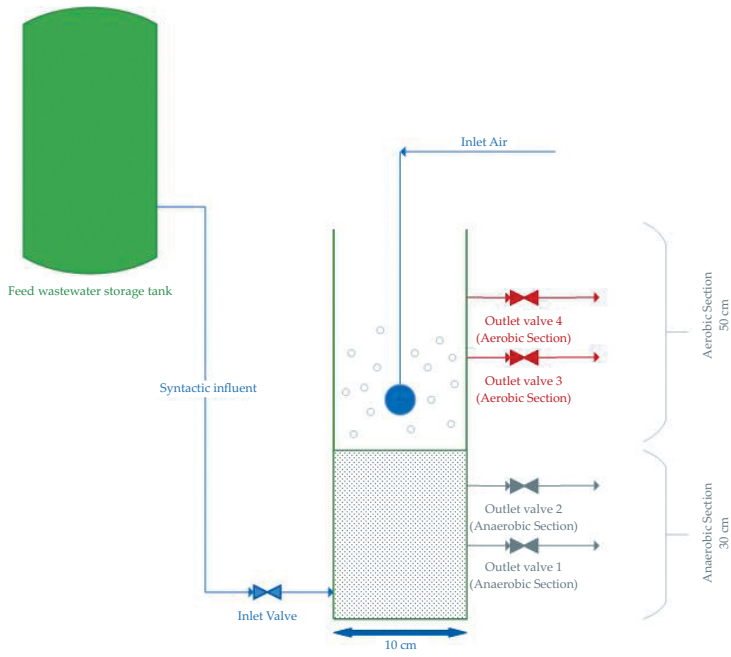 Inlet Air
Feed wastewater storage tank
Outlet valve 4
(Aerobic Section)
Aerobic Section
50 cm
Syntactic influent
Outlet valve 3
(Aerobic Section)
Outlet valve 2
(Anaerobic Section)
Anaerobic Section
30 cm
Outlet valve 1
(Anaerobic Section)
Inlet Valve
10 cm